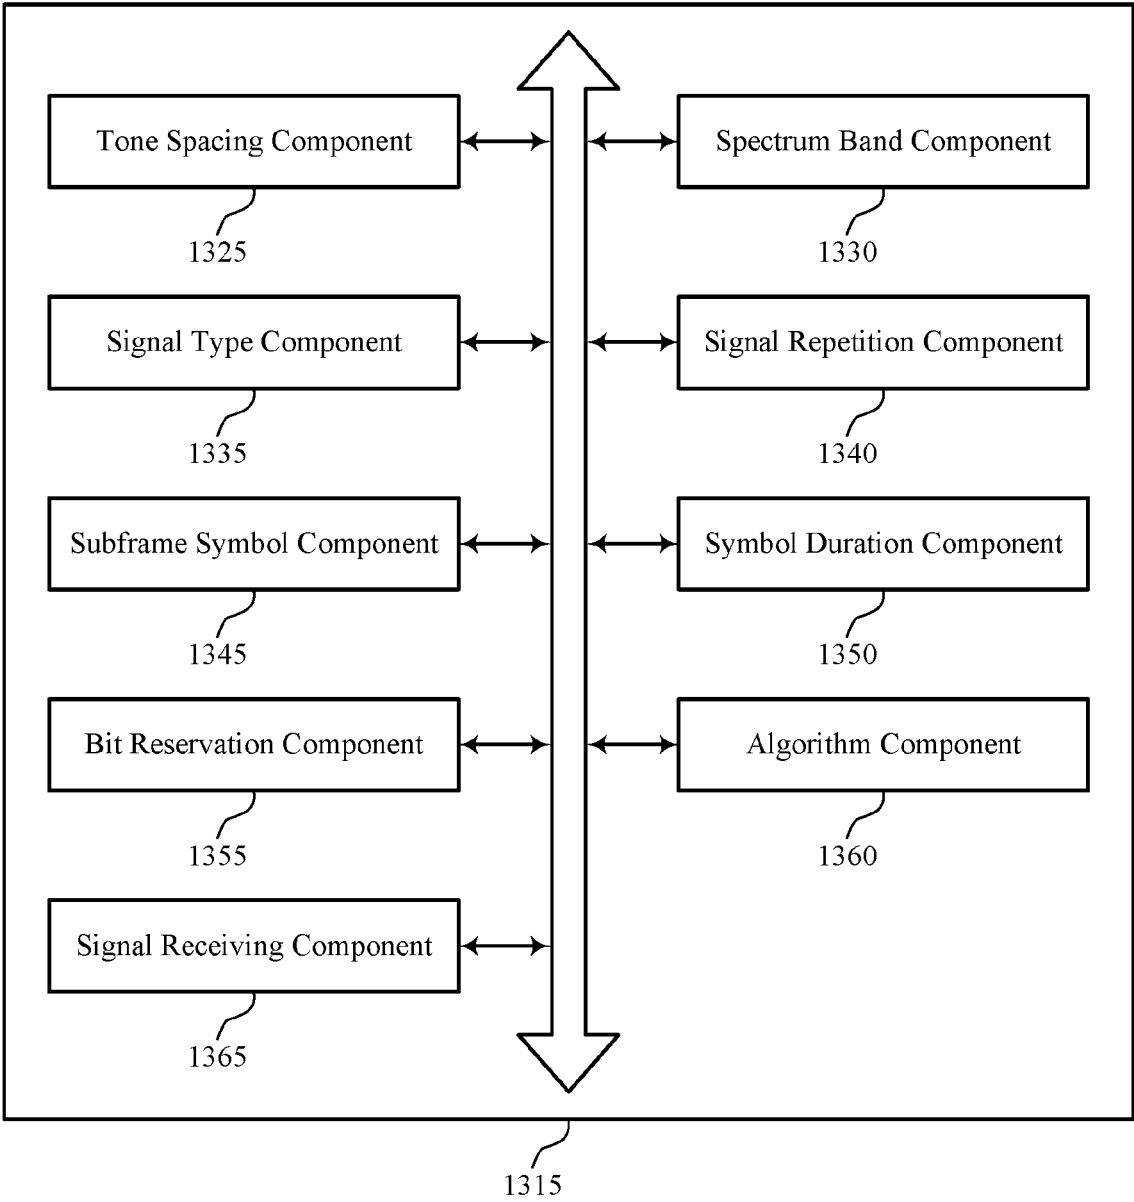 Tone Spacing Component
Spectrum Band Component
1325
1330
Signal Type Component
Signal Repetition Component
1335
1340
Subframe Symbol Component
Symbol Duration Component
1345
1350
Bit Reservation Component
Algorithm Component
1355
1360
Signal Receiving Component
1365
1315